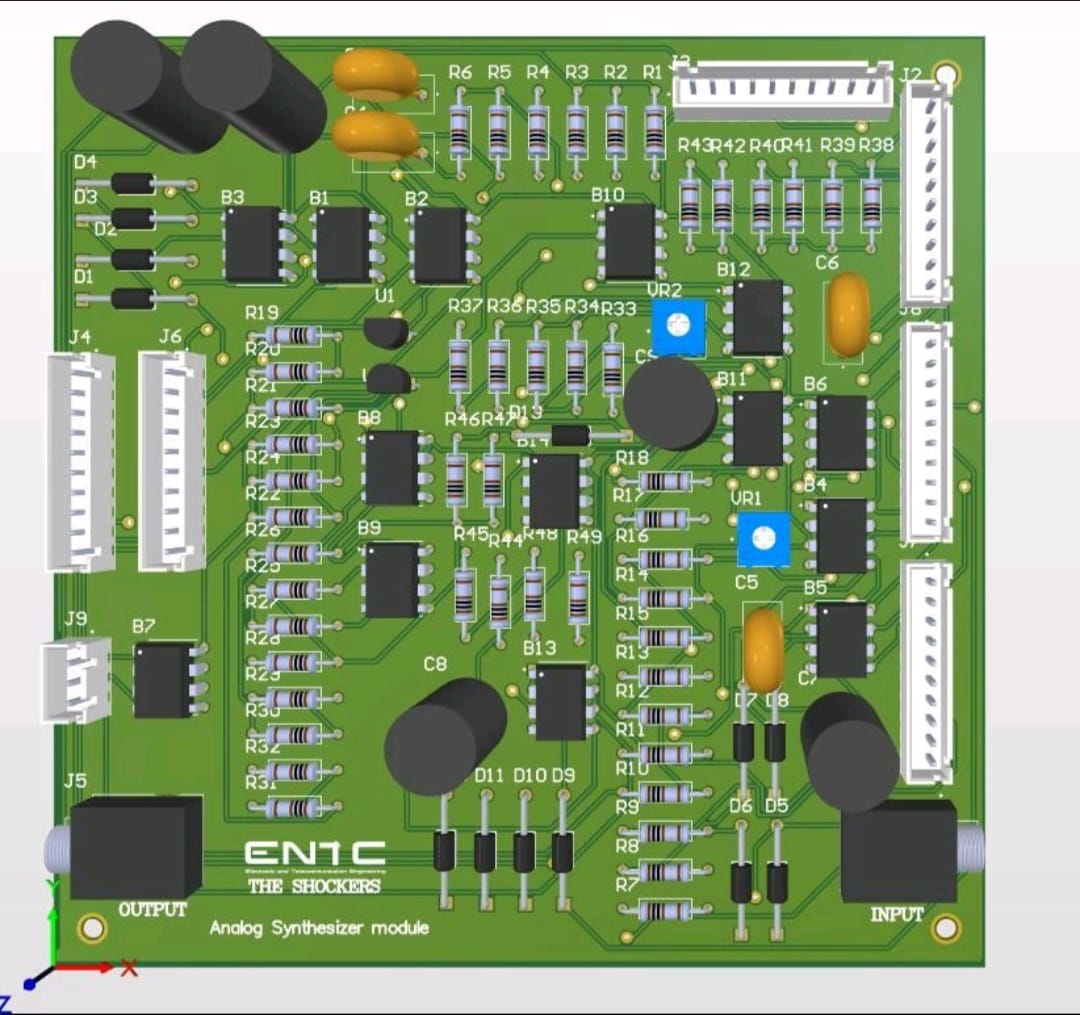 J3
J2
R6 R5 R4 R3 R2 R1
R43 R42 R40 R41 R39 R38
D4
D3
D2
D1
B3 B1 B2 B10
B12 C6
U1
R37 R36 R35 R34 R33
VR2
J8
J4 J6
R19
R20
R21
R23
R24
R22
R26
R25
R27
R28
R29
R30
R32
R31
B8
B9
R46 R47 D13
B11 B6
R18
R17
R16
R14
R15
R13
R12
R11
R10
R9
R8
R7
R45 R44 R48 R49
VR1 B4
C5 B5
J9 B7
C8 B13
C7
D7 D8
D11 D10 D9
D6 D5
J5
ENTC
Electronic and Telecommunication Engineering
THE SHOCKERS
OUTPUT
INPUT
Analog Synthesizer module
Y
X
Z